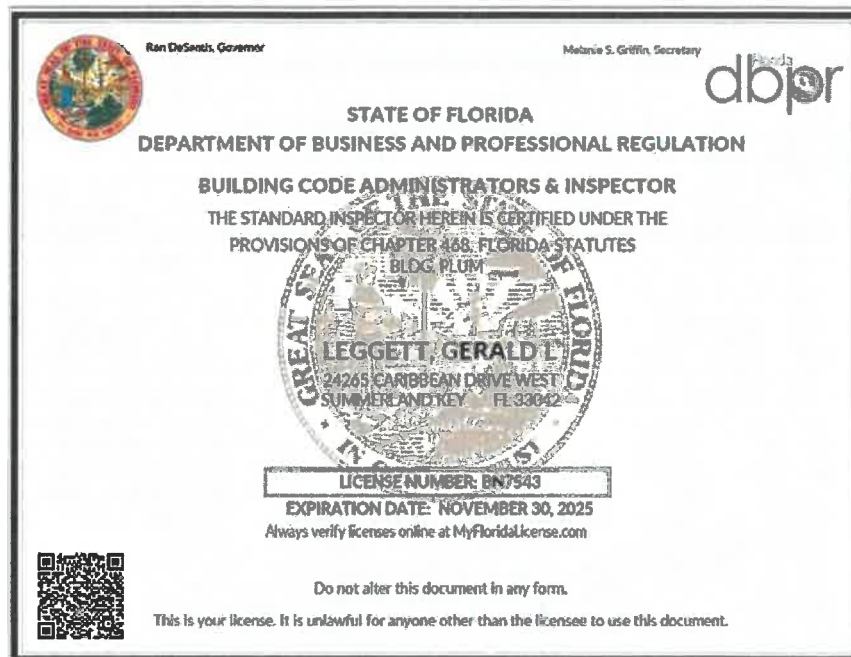 Ron DeSantis, Governor
Melanie S. Griffin, Secretary
Florida
dbpr
STATE OF FLORIDA
DEPARTMENT OF BUSINESS AND PROFESSIONAL REGULATION
BUILDING CODE ADMINISTRATORS & INSPECTOR
THE STANDARD INSPECTOR HEREIN IS CERTIFIED UNDER THE
PROVISIONS OF CHAPTER 468, FLORIDA STATUTES
BLDG, PLUM
LEGGETT, GERALD L
24265 CARIBBEAN DRIVE WEST
SUMMERLAND KEY FL 33042
LICENSE NUMBER: BN7543
EXPIRATION DATE: NOVEMBER 30, 2025
Always verify licenses online at MyFloridaLicense.com
Do not alter this document in any form.
This is your license. It is unlawful for anyone other than the licensee to use this document.